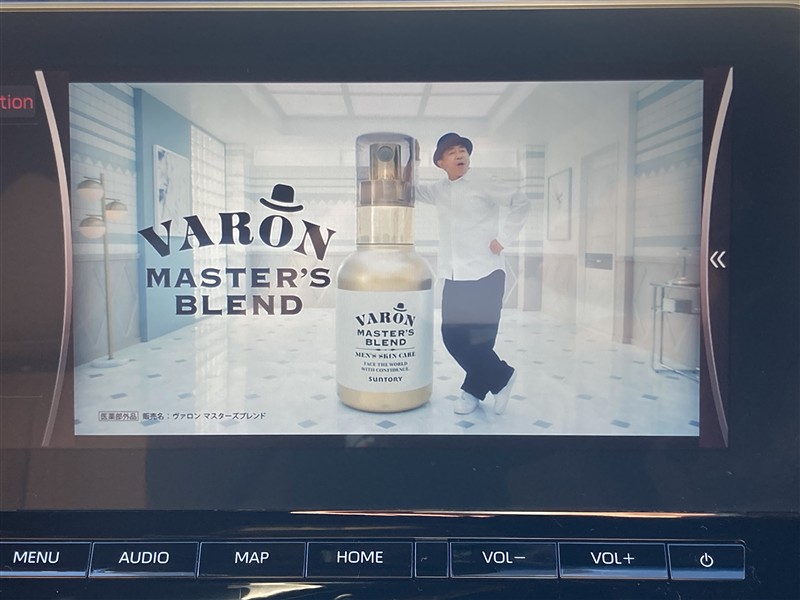 tion
VARON
MASTER'S
BLEND
VARON
MASTER'S
BLEND
MEN'S SKIN CARE
FACE THE WORLD
WITH CONFIDENCE.
SUNTORY
医薬部外品 販売名：ヴァロン マスターズブレンド
«
MENU AUDIO MAP HOME VOL− VOL+